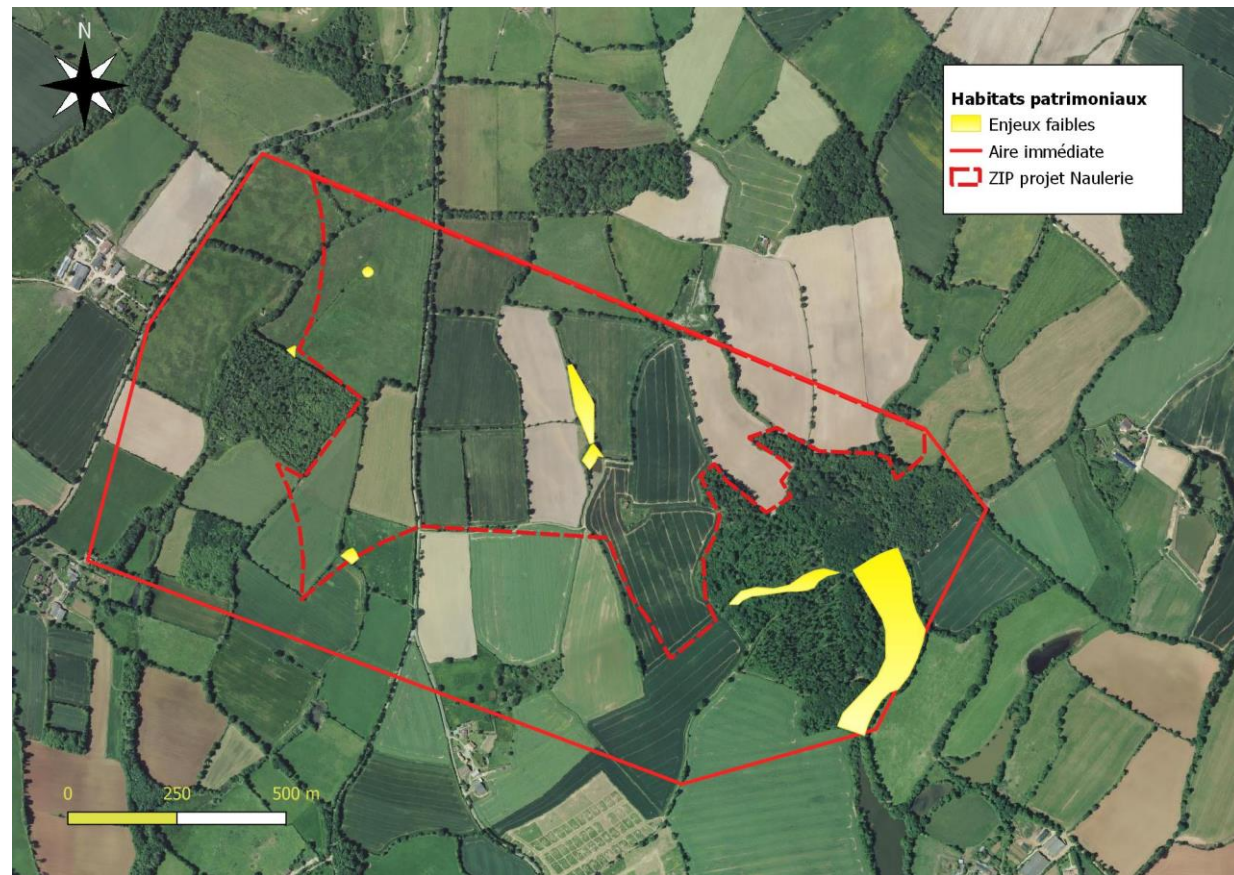 N
Habitats patrimoniaux
Enjeux faibles
Aire immédiate
ZIP projet Naulerie
0 250 500 m